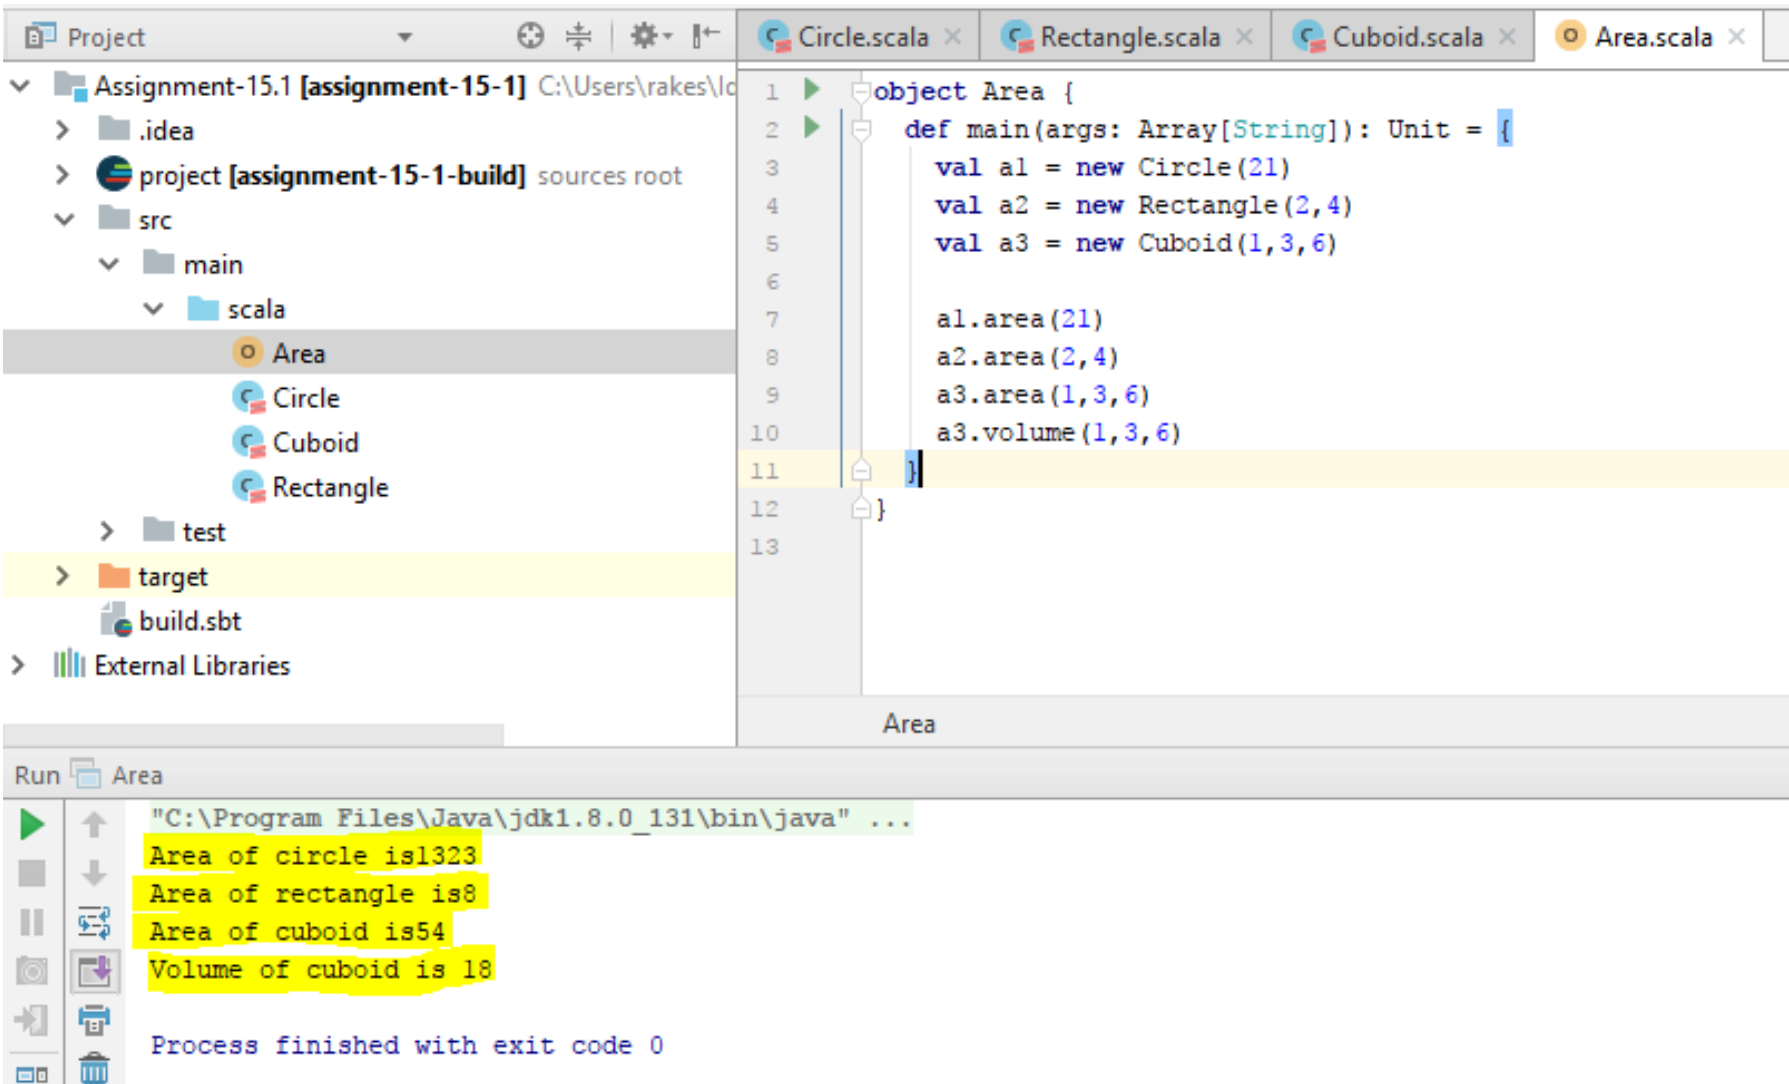 Project
Circle.scala
Rectangle.scala
Cuboid.scala
Area.scala
Assignment-15.1 [assignment-15-1] C:\Users\rakes\Id
.idea
project [assignment-15-1-build] sources root
src
main
scala
Area
Circle
Cuboid
Rectangle
test
target
build.sbt
External Libraries
1 object Area {
2 def main(args: Array[String]): Unit = {
3 val a1 = new Circle(21)
4 val a2 = new Rectangle(2,4)
5 val a3 = new Cuboid(1,3,6)
6
7 a1.area(21)
8 a2.area(2,4)
9 a3.area(1,3,6)
10 a3.volume(1,3,6)
11 }
12 }
13
Area
Run Area
"C:\Program Files\Java\jdk1.8.0_131\bin\java" ...
Area of circle is1323
Area of rectangle is8
Area of cuboid is54
Volume of cuboid is 18
Process finished with exit code 0